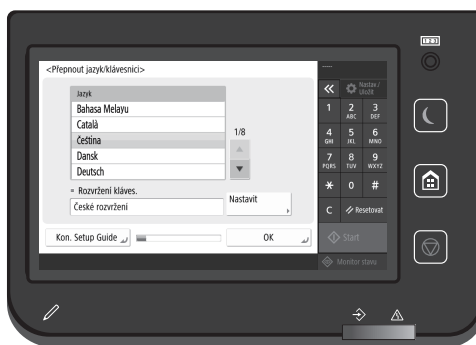 123
<Přepnout jazyk/klávesnici>
Jazyk
Bahasa Melayu
Català
Čeština
Dansk
Deutsch
1/8
Rozvržení kláves.
České rozvržení
Nastavit
Kon. Setup Guide
OK
Nastav./
Uložit
1 2 3
ABC DEF
4 5 6
GHI JKL MNO
7 8 9
PQRS TUV WXYZ
* 0 #
C Resetovat
Start
Monitor stavu